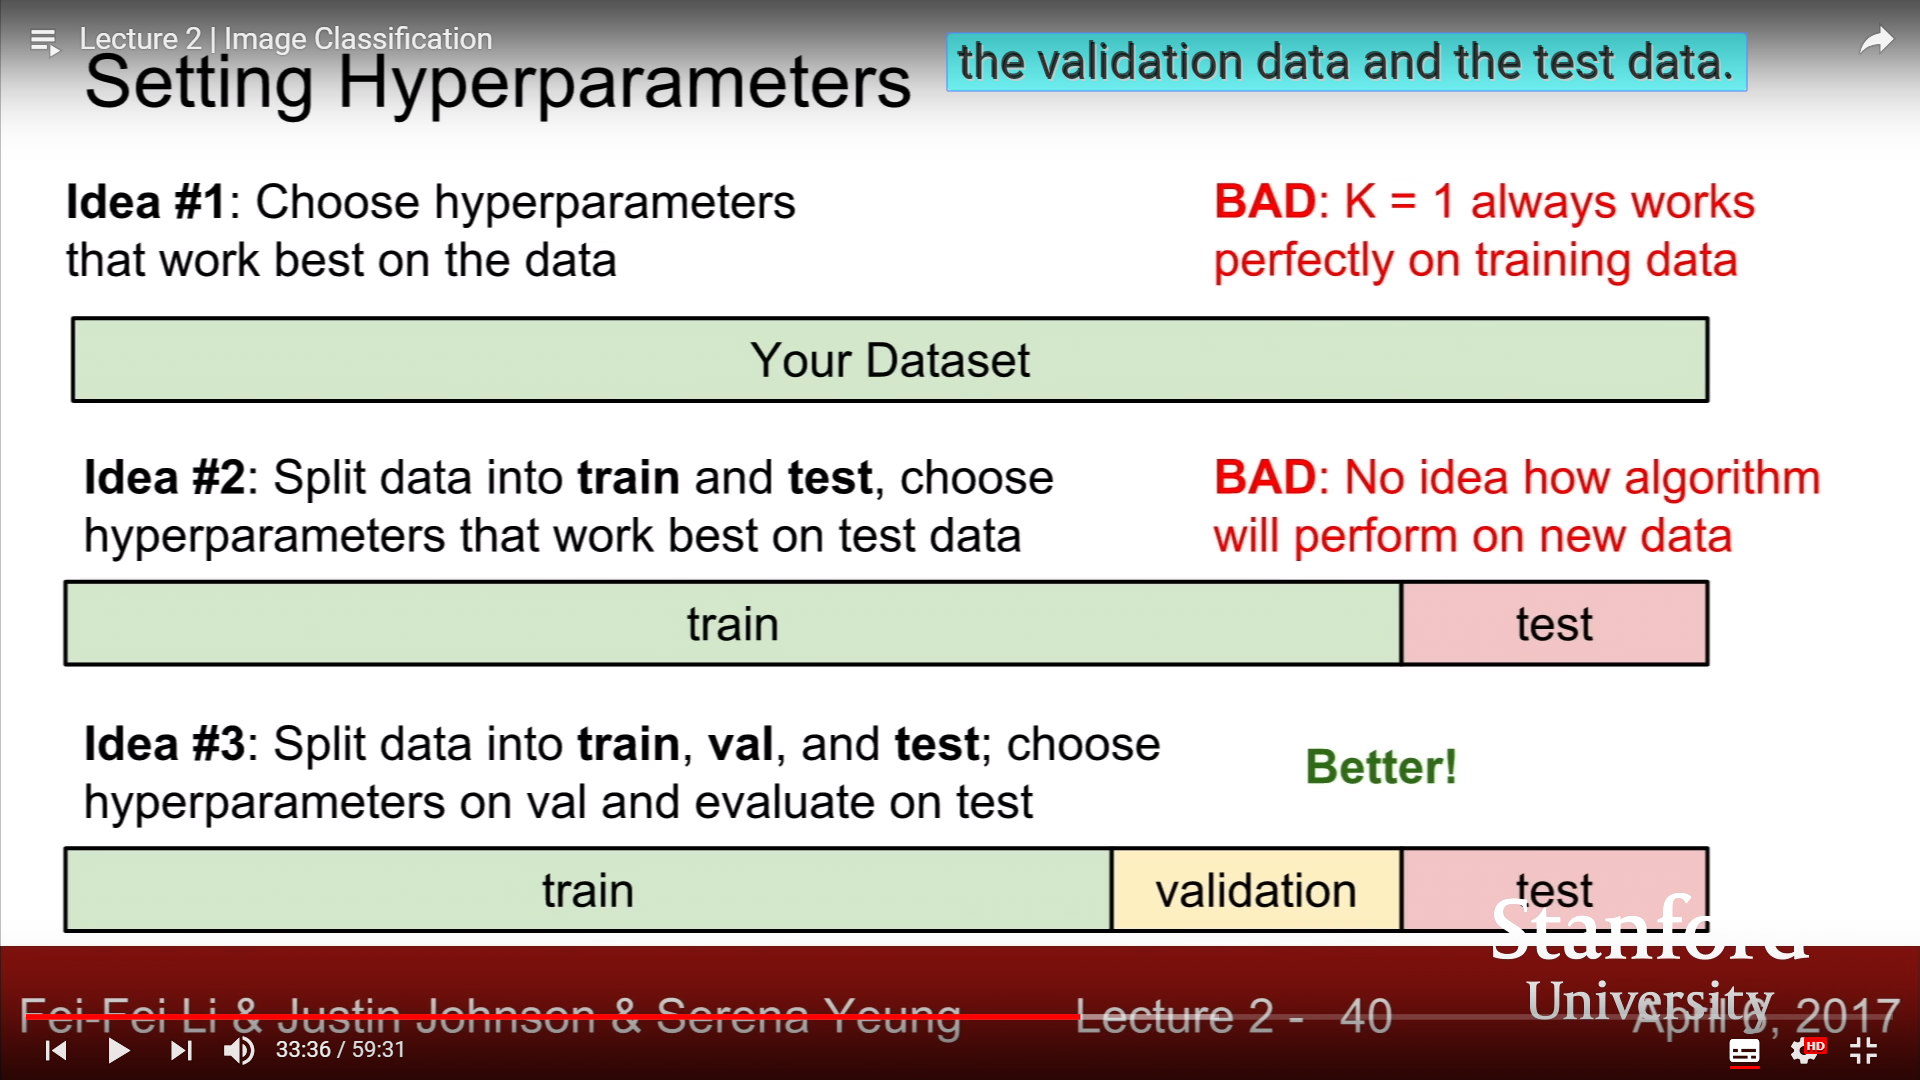 Lecture 2 | Image Classification
Setting Hyperparameters
the validation data and the test data.
Idea #1: Choose hyperparameters
that work best on the data
BAD: K = 1 always works
perfectly on training data
Your Dataset
Idea #2: Split data into train and test, choose
hyperparameters that work best on test data
BAD: No idea how algorithm
will perform on new data
train
test
Idea #3: Split data into train, val, and test; choose
hyperparameters on val and evaluate on test
Better!
train
validation
test
Stanford
University
Fei-Fei Li & Justin Johnson & Serena Yeung
Lecture 2 - 40
April 6, 2017
33:36 / 59:31
HD